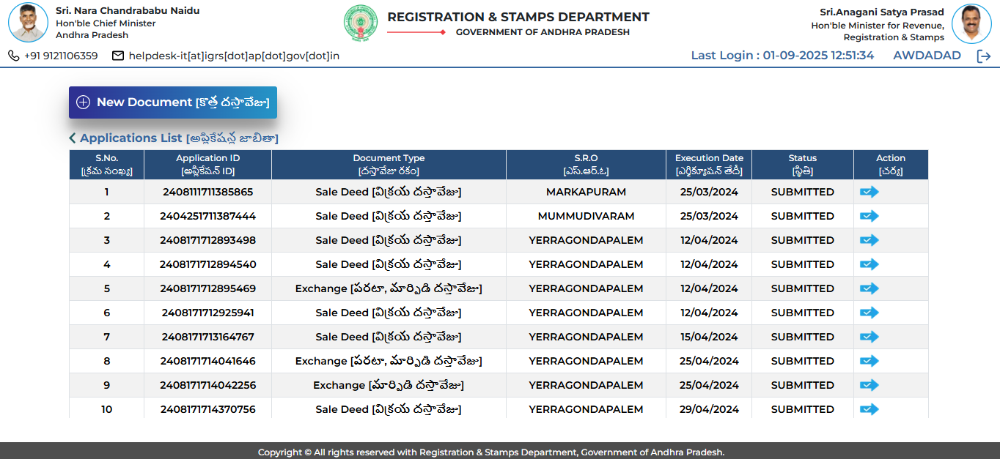 Sri. Nara Chandrababu Naidu
Hon'ble Chief Minister
Andhra Pradesh
REGISTRATION & STAMPS DEPARTMENT
GOVERNMENT OF ANDHRA PRADESH
Sri.Anagani Satya Prasad
Hon'ble Minister for Revenue,
Registration & Stamps
+91 9121106359 helpdesk-it[at]igrs[dot]ap[dot]gov[dot]in
Last Login : 01-09-2025 12:51:34 AWDADAD
New Document [కొత్త దస్తావేజు]
Applications List [అప్లికేషన్ల జాబితా]
S.No. Application ID Document Type S.R.O Execution Date Status Action
[క్రమ సంఖ్య] [అప్లికేషన్ ID] [దస్తావేజు రకం] [ఎస్.ఆర్.ఓ] [ఎగ్జిక్యూషన్ తేదీ] [స్థితి] [చర్య]
1 2408111711385865 Sale Deed [విక్రయ దస్తావేజు] MARKAPURAM 25/03/2024 SUBMITTED
2 2404251711387444 Sale Deed [విక్రయ దస్తావేజు] MUMMUDIVARAM 25/03/2024 SUBMITTED
3 2408171712893498 Sale Deed [విక్రయ దస్తావేజు] YERRAGONDAPALEM 12/04/2024 SUBMITTED
4 2408171712894540 Sale Deed [విక్రయ దస్తావేజు] YERRAGONDAPALEM 12/04/2024 SUBMITTED
5 2408171712895469 Exchange [పరటా, మార్పిడి దస్తావేజు] YERRAGONDAPALEM 12/04/2024 SUBMITTED
6 2408171712925941 Sale Deed [విక్రయ దస్తావేజు] YERRAGONDAPALEM 12/04/2024 SUBMITTED
7 2408171713164767 Sale Deed [విక్రయ దస్తావేజు] YERRAGONDAPALEM 15/04/2024 SUBMITTED
8 2408171714041646 Exchange [పరటా, మార్పిడి దస్తావేజు] YERRAGONDAPALEM 25/04/2024 SUBMITTED
9 2408171714042256 Exchange [మార్పిడి దస్తావేజు] YERRAGONDAPALEM 25/04/2024 SUBMITTED
10 2408171714370756 Sale Deed [విక్రయ దస్తావేజు] YERRAGONDAPALEM 29/04/2024 SUBMITTED
Copyright © All rights reserved with Registration & Stamps Department, Government of Andhra Pradesh.